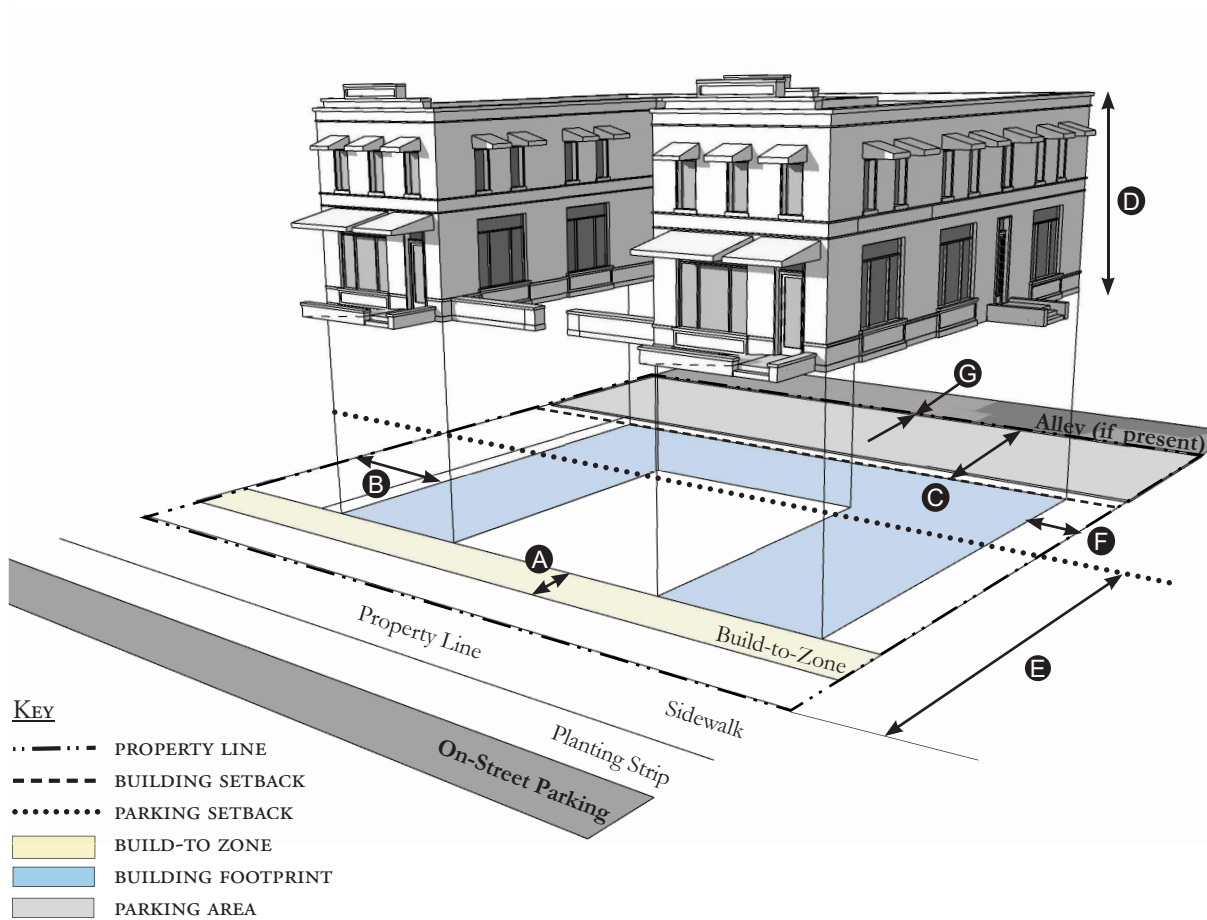 D
G
Alley (if present)
B
C
F
A
Property Line
Build-to-Zone
E
Sidewalk
Planting Strip
On-Street Parking
KEY
PROPERTY LINE
BUILDING SETBACK
PARKING SETBACK
BUILD-TO ZONE
BUILDING FOOTPRINT
PARKING AREA